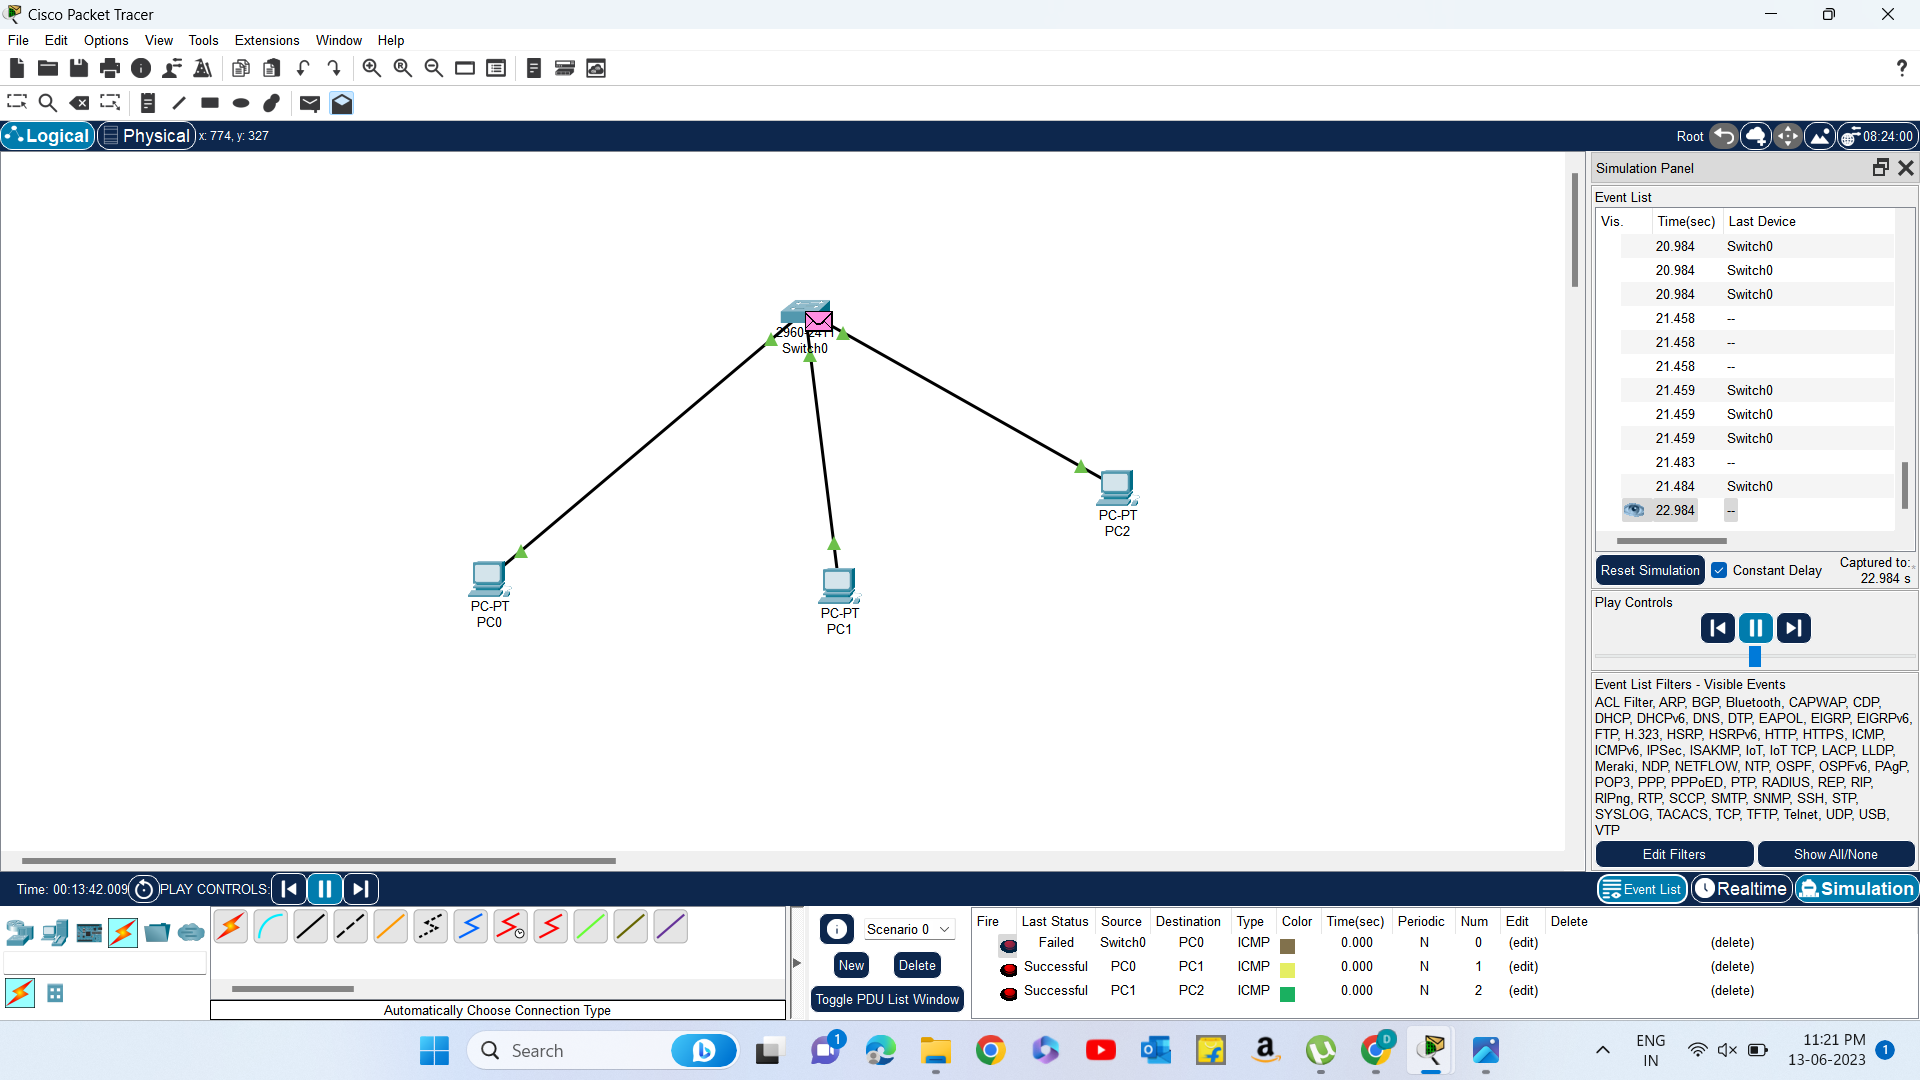 Cisco Packet Tracer
File Edit Options View Tools Extensions Window Help
Logical Physical x: 774, y: 327
Root 08:24:00
2960-24TT
Switch0
PC-PT
PC2
PC-PT
PC0
PC-PT
PC1
Simulation Panel
Event List
Vis. Time(sec) Last Device
20.984 Switch0
20.984 Switch0
20.984 Switch0
21.458 --
21.458 --
21.458 --
21.459 Switch0
21.459 Switch0
21.459 Switch0
21.483 --
21.484 Switch0
22.984 --
Reset Simulation Constant Delay Captured to:
22.984 s
Play Controls
Event List Filters - Visible Events
ACL Filter, ARP, BGP, Bluetooth, CAPWAP, CDP,
DHCP, DHCPv6, DNS, DTP, EAPOL, EIGRP, EIGRPv6,
FTP, H.323, HSRP, HSRPv6, HTTP, HTTPS, ICMP,
ICMPv6, IPSec, ISAKMP, IoT, IoT TCP, LACP, LLDP,
Meraki, NDP, NETFLOW, NTP, OSPF, OSPFv6, PAgP,
POP3, PPP, PPPoED, PTP, RADIUS, REP, RIP,
RIPng, RTP, SCCP, SMTP, SNMP, SSH, STP,
SYSLOG, TACACS, TCP, TFTP, Telnet, UDP, USB,
VTP
Edit Filters Show All/None
Time: 00:13:42.009 PLAY CONTROLS: Event List Realtime Simulation
Automatically Choose Connection Type
Scenario 0
New Delete
Toggle PDU List Window
Fire Last Status Source Destination Type Color Time(sec) Periodic Num Edit Delete
Failed Switch0 PC0 ICMP 0.000 N 0 (edit) (delete)
Successful PC0 PC1 ICMP 0.000 N 1 (edit) (delete)
Successful PC1 PC2 ICMP 0.000 N 2 (edit) (delete)
Search 1 D
ENG
IN
11:21 PM
13-06-2023
1